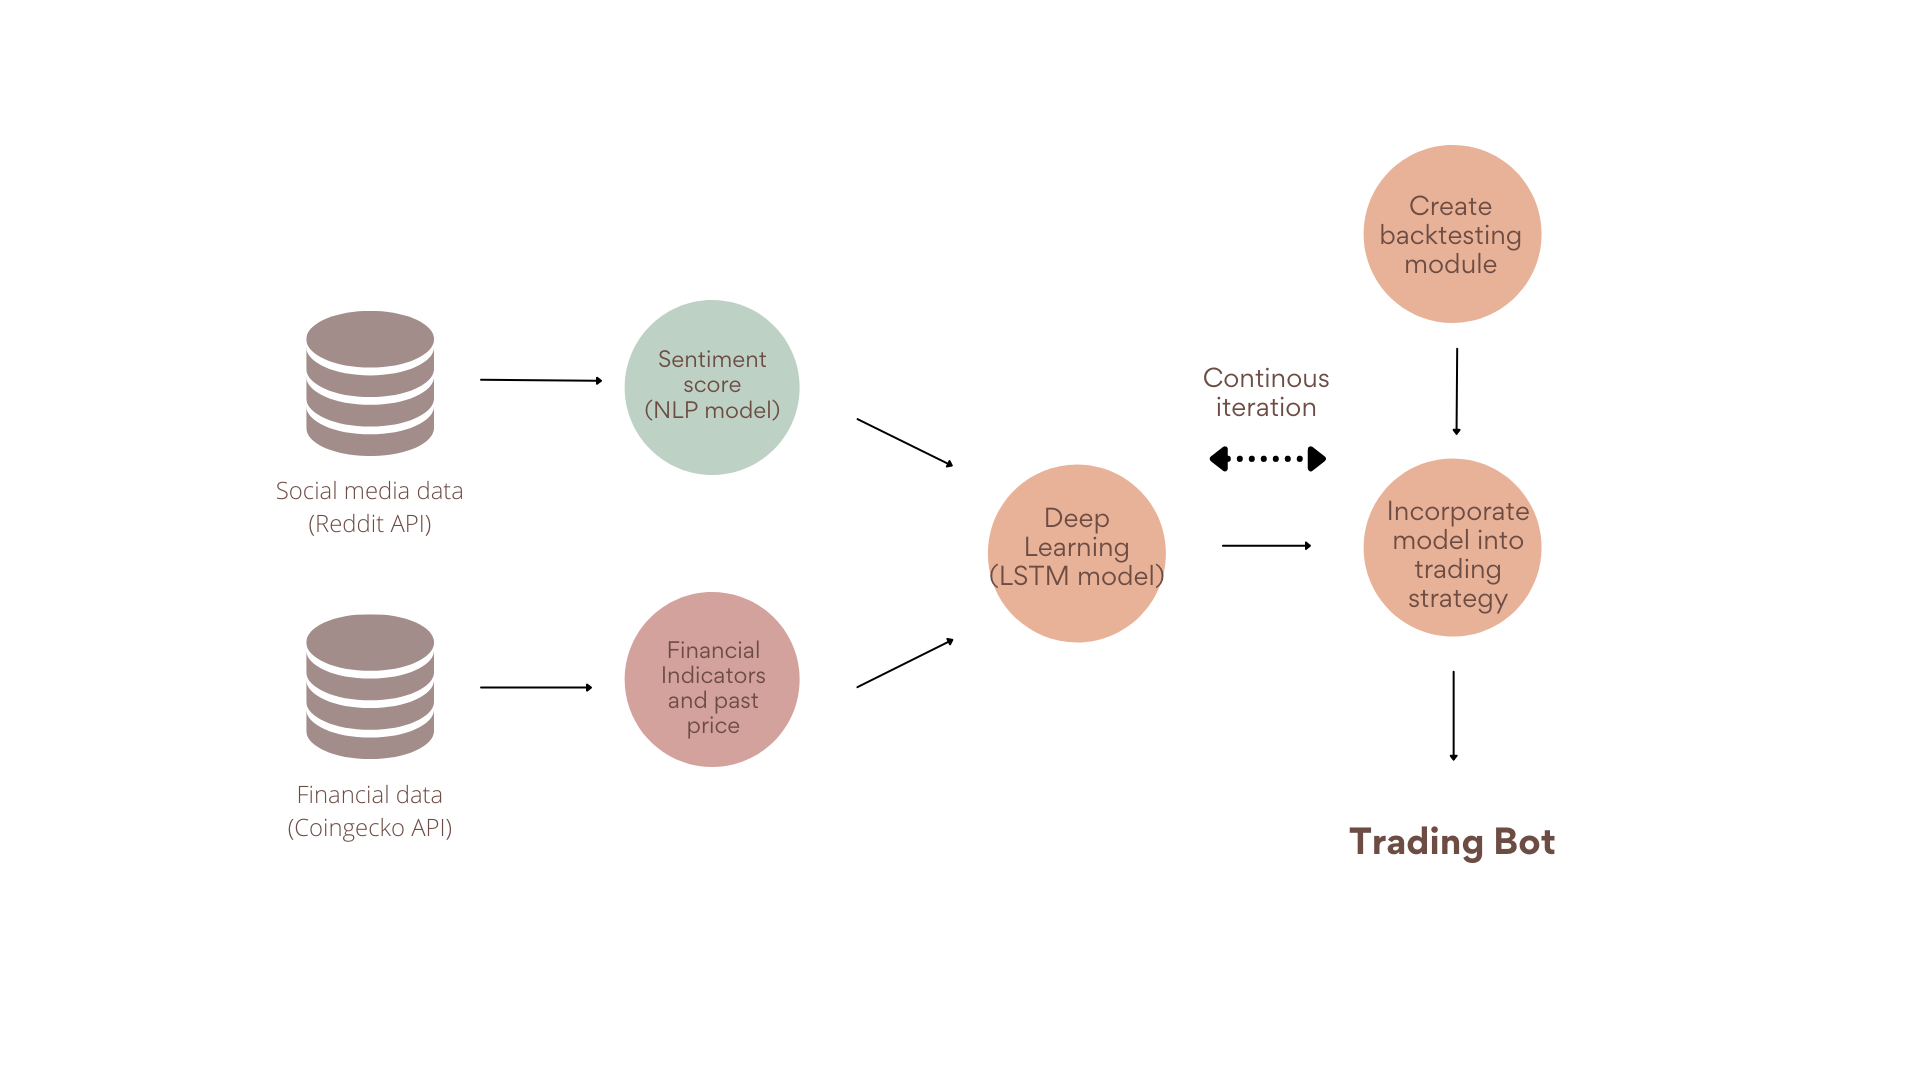 Create
backtesting
module
Sentiment
score
(NLP model)
Continous
iteration
Social media data
(Reddit API)
Deep
Learning
(LSTM model)
Incorporate
model into
trading
strategy
Financial
Indicators
and past
price
Financial data
(Coingecko API)
Trading Bot